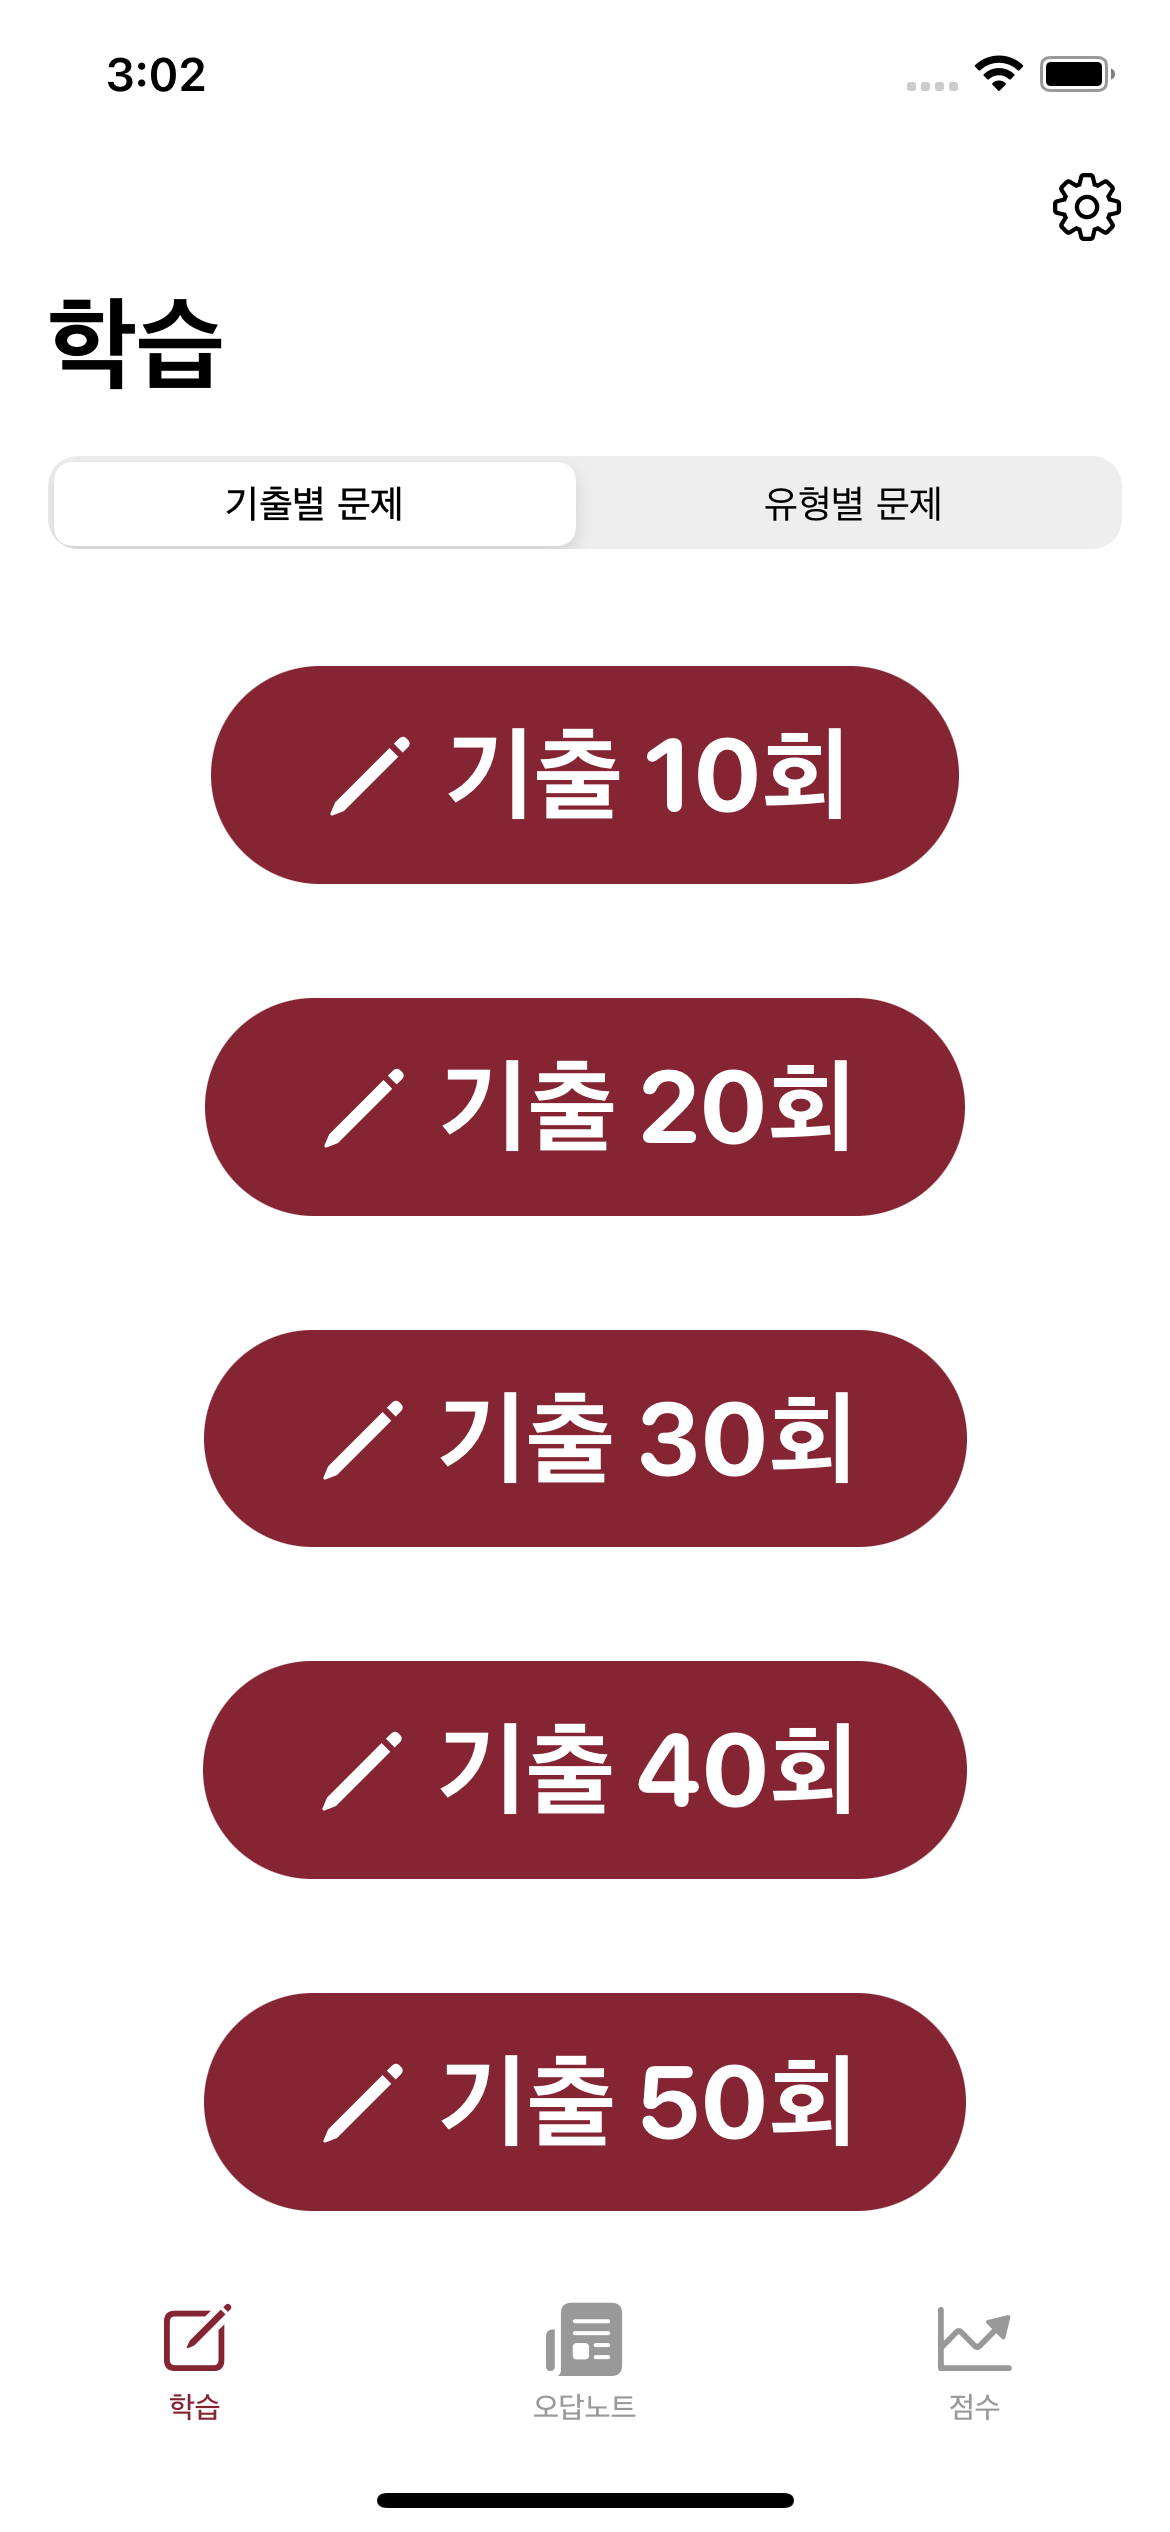 3:02
학습
기출별 문제
유형별 문제
기출 10회
기출 20회
기출 30회
기출 40회
기출 50회
학습
오답노트
점수